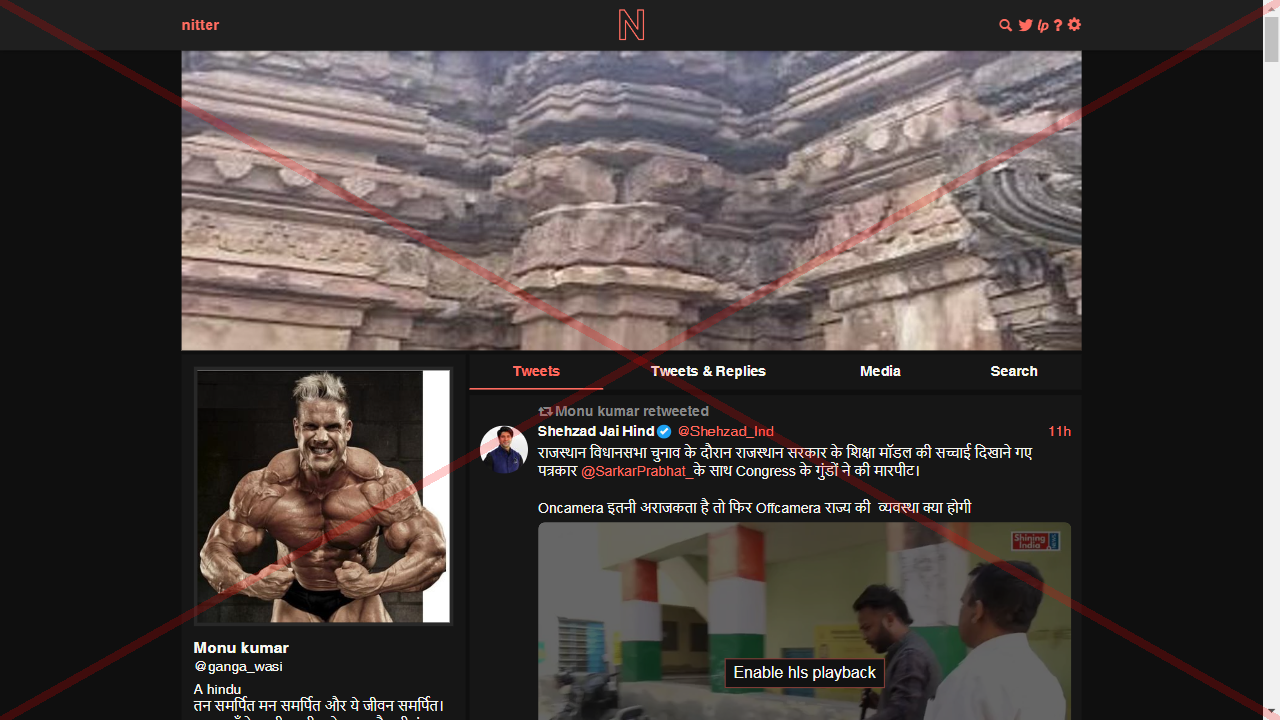 nitter
N
lp ?
Tweets
Tweets & Replies
Media
Search
Monu kumar retweeted
Shehzad Jai Hind @Shehzad_Ind 11h
राजस्थान विधानसभा चुनाव के दौरान राजस्थान सरकार के शिक्षा मॉडल की सच्चाई दिखाने गए
पत्रकार @SarkarPrabhat_ के साथ Congress के गुंडों ने की मारपीट।
Oncamera इतनी अराजकता है तो फिर Offcamera राज्य की व्यवस्था क्या होगी
Shining
India
NEWS
Enable hls playback
Monu kumar
@ganga_wasi
A hindu
तन समर्पित मन समर्पित और ये जीवन समर्पित।